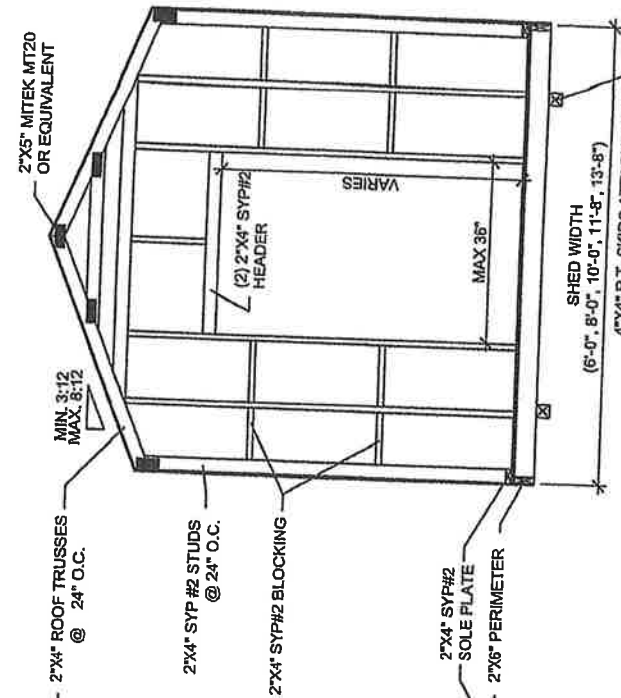 2"X5" MITEK MT20
OR EQUIVALENT
MIN. 3:12
MAX. 8:12
2"X4" ROOF TRUSSES
@ 24" O.C.
(2) 2"X4" SYP#2
HEADER
VARIES
2"X4" SYP #2 STUDS
@ 24" O.C.
MAX 36"
2"X4" SYP#2 BLOCKING
2"X4" SYP#2
SOLE PLATE
2"X6" PERIMETER
SHED WIDTH
(6'-0", 8'-0", 10'-0", 11'-8", 13'-8")
4"X4" P.T. SKIDS